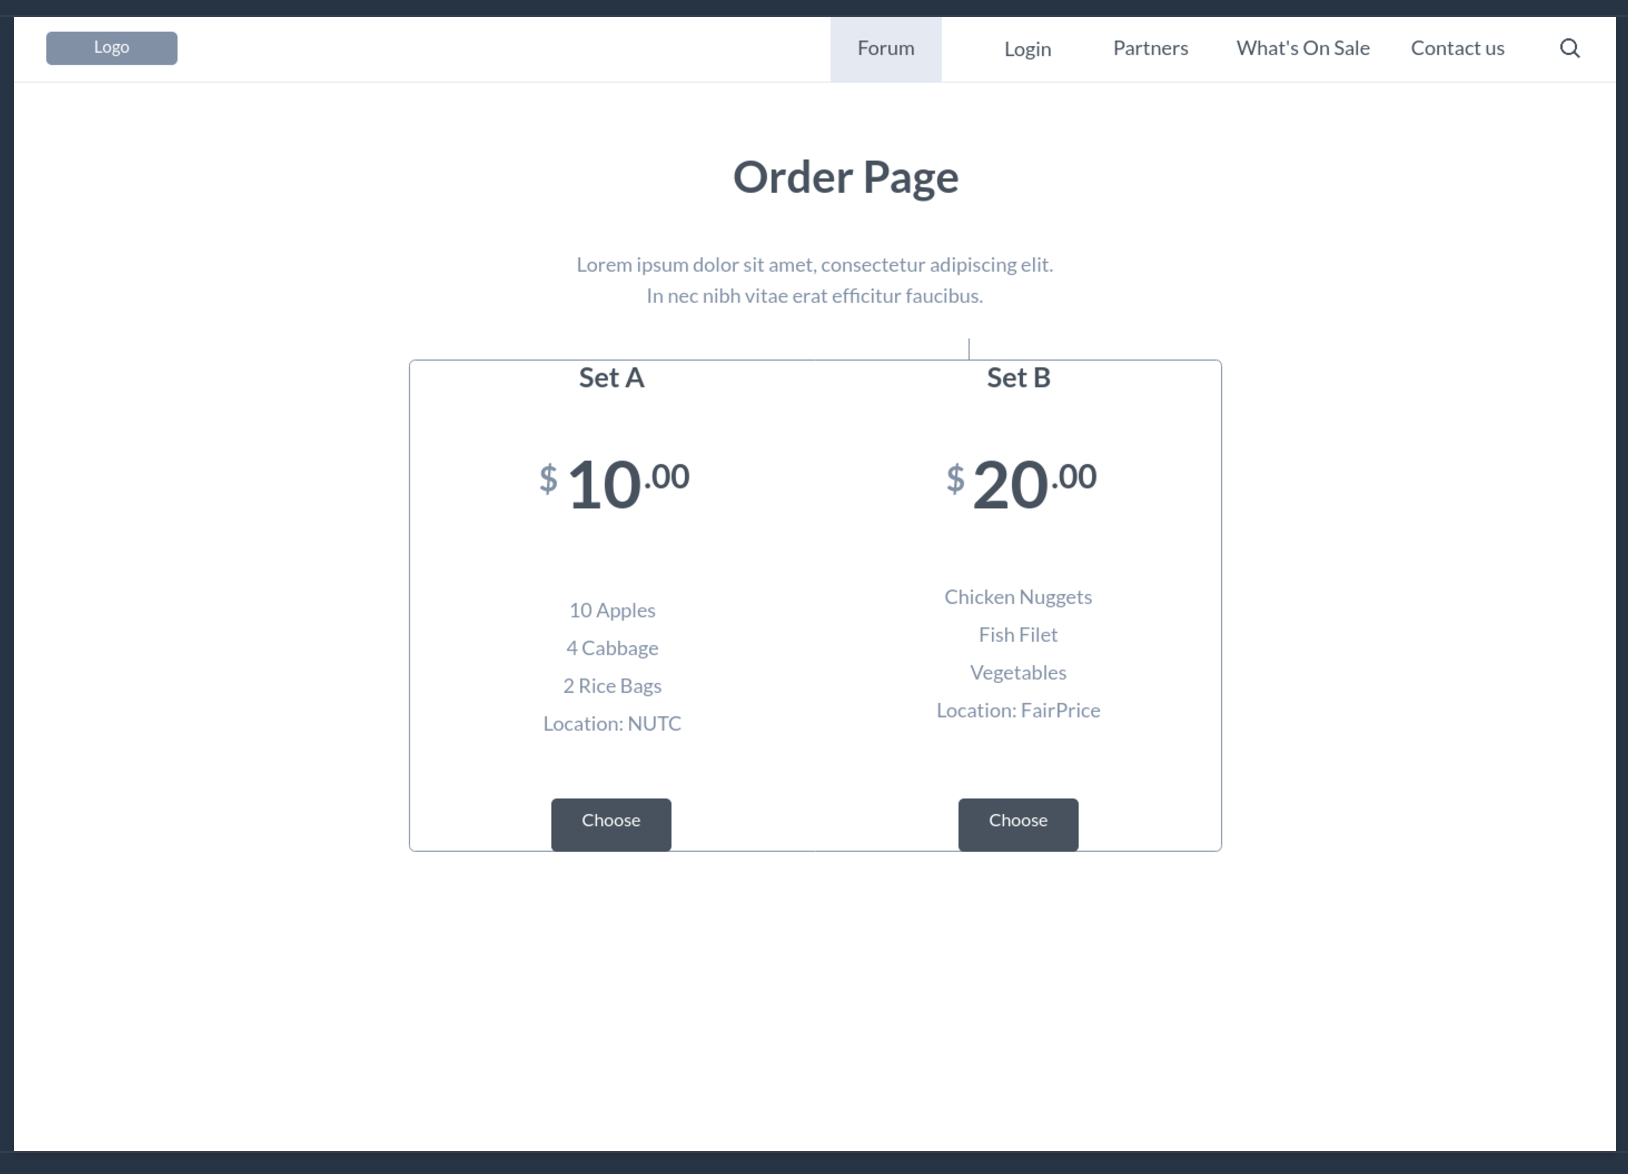 Logo
Forum
Login
Partners
What's On Sale
Contact us
Order Page
Lorem ipsum dolor sit amet, consectetur adipiscing elit.
In nec nibh vitae erat efficitur faucibus.
Set A
$10.00
10 Apples
4 Cabbage
2 Rice Bags
Location: NUTC
Choose
Set B
$20.00
Chicken Nuggets
Fish Filet
Vegetables
Location: FairPrice
Choose